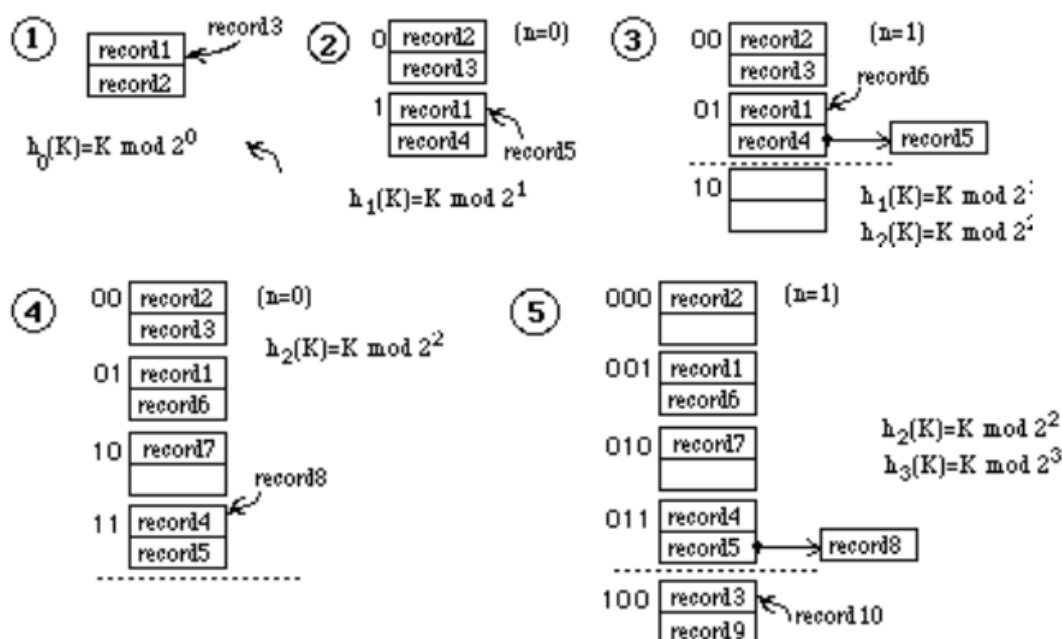 1
record3
record1
record2
h0(K)=K mod 2^0
2
(n=0)
0
record2
record3
1
record1
record4
record5
h1(K)=K mod 2^1
3
(n=1)
00
record2
record3
record6
01
record1
record4
record5
10
h1(K)=K mod 2
h2(K)=K mod 2
4
(n=0)
00
record2
record3
h2(K)=K mod 2^2
01
record1
record6
10
record7
record8
11
record4
record5
5
(n=1)
000
record2
001
record1
record6
h2(K)=K mod 2^2
h3(K)=K mod 2^3
010
record7
011
record4
record5
record8
100
record3
record9
record10